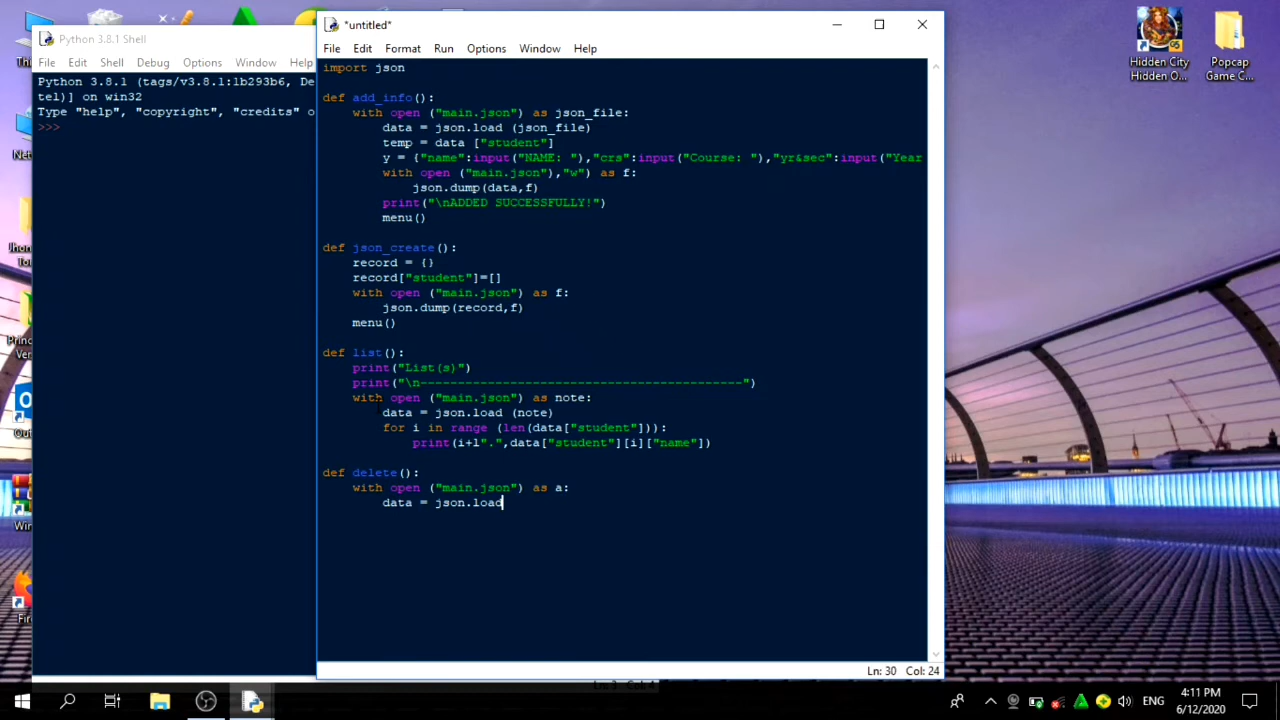 Python 3.8.1 Shell
File Edit Shell Debug Options Window Help
Python 3.8.1 (tags/v3.8.1:1b293b6, De
tel)] on win32
Type "help", "copyright", "credits" o
>>>
*untitled*
File Edit Format Run Options Window Help
import json
def add_info():
with open ("main.json") as json_file:
data = json.load (json_file)
temp = data ["student"]
y = {"name":input("NAME: "),"crs":input("Course: "),"yr&sec":input("Year
with open ("main.json"),"w") as f:
json.dump(data,f)
print("\nADDED SUCCESSFULLY!")
menu()
def json_create():
record = {}
record["student"]=[]
with open ("main.json") as f:
json.dump(record,f)
menu()
def list():
print("List(s)")
print("\n-------------------------------------------")
with open ("main.json") as note:
data = json.load (note)
for i in range (len(data["student"])):
print(i+1".",data["student"][i]["name"])
def delete():
with open ("main.json") as a:
data = json.load
Ln: 30 Col: 24
Hidden City
Hidden O...
Popcap
Game C...
ENG
4:11 PM
6/12/2020